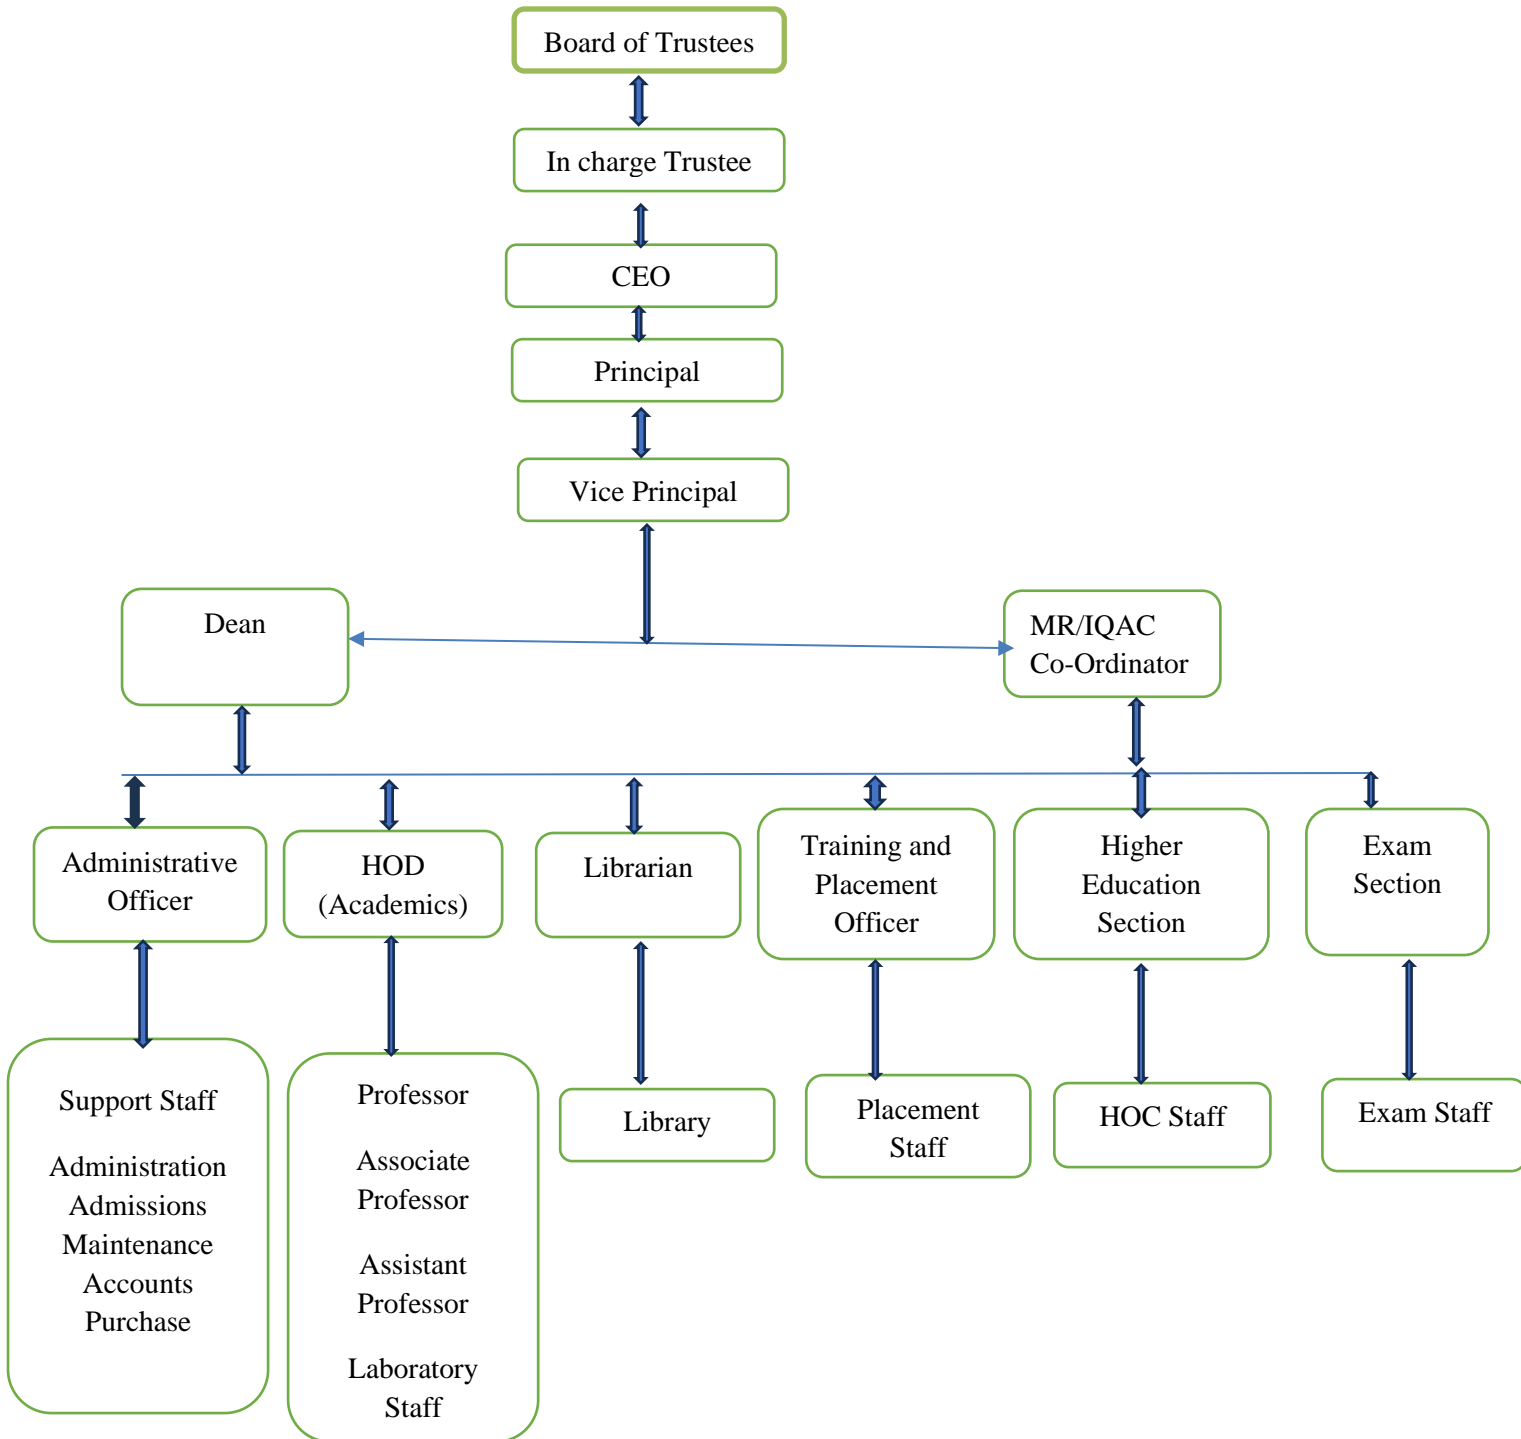 Board of Trustees
In charge Trustee
CEO
Principal
Vice Principal
Dean
MR/IQAC
Co-Ordinator
Administrative
Officer
HOD
(Academics)
Librarian
Training and
Placement
Officer
Higher
Education
Section
Exam
Section
Support Staff
Administration
Admissions
Maintenance
Accounts
Purchase
Professor
Associate
Professor
Assistant
Professor
Laboratory
Staff
Library
Placement
Staff
HOC Staff
Exam Staff